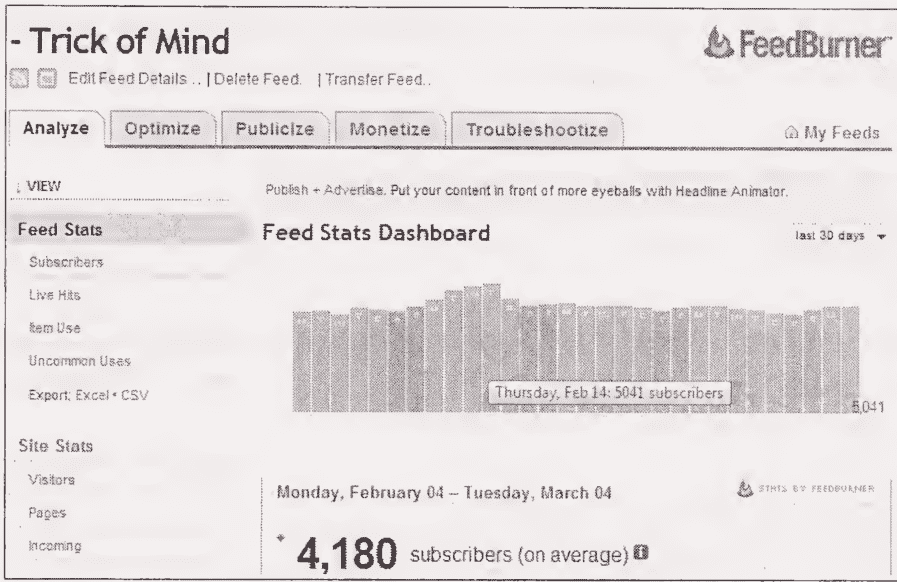 - Trick of Mind
FeedBurner
Edit Feed Details .. | Delete Feed. | Transfer Feed..
Analyze Optimize Publicize Monetize Troubleshootize My Feeds
VIEW
Publish + Advertise. Put your content in front of more eyeballs with Headline Animator.
Feed Stats
Feed Stats Dashboard
last 30 days
Subscribers
Live Hits
Item Use
Uncommon Uses
Export: Excel • CSV
Thursday, Feb 14: 5041 subscribers
5,041
Site Stats
Visitors
Pages
Incoming
Monday, February 04 – Tuesday, March 04
STATS BY FEEDBURNER
4,180 subscribers (on average)